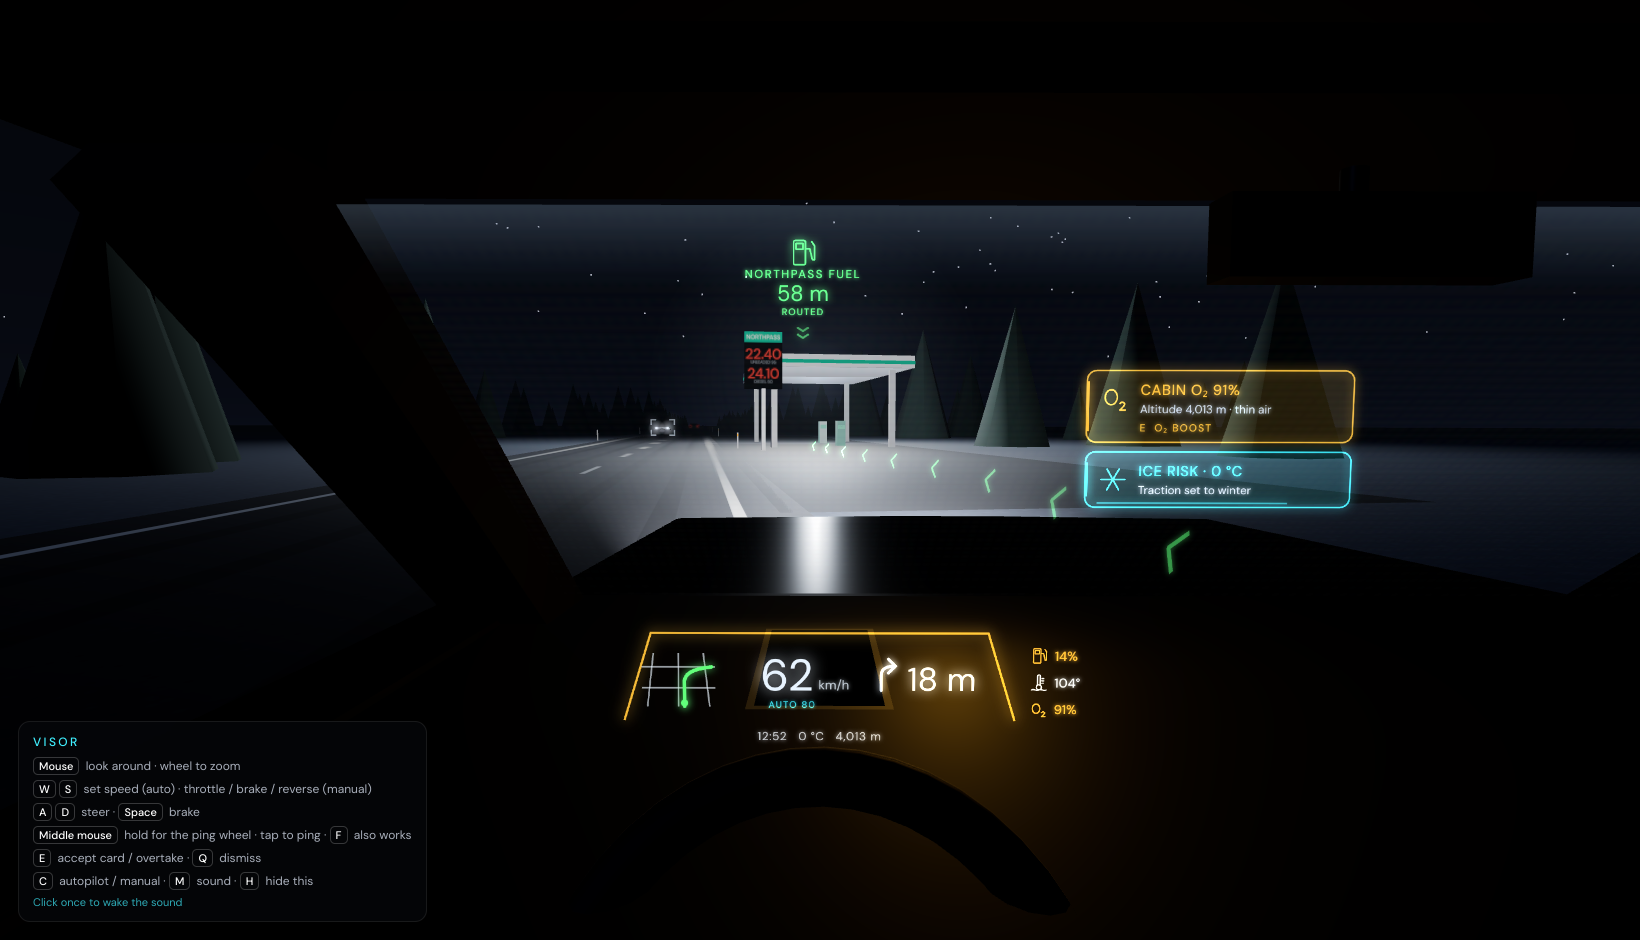 NORTHPASS FUEL
58 m
ROUTED
NORTHPASS
22.40
24.10
CABIN O₂ 91%
Altitude 4,013 m · thin air
E O₂ BOOST
ICE RISK · 0 °C
Traction set to winter
62 km/h
AUTO 80
18 m
14%
104°
O₂ 91%
12:52 0 °C 4,013 m
VISOR
Mouse look around · wheel to zoom
W S set speed (auto) · throttle / brake / reverse (manual)
A D steer · Space brake
Middle mouse hold for the ping wheel · tap to ping · F also works
E accept card / overtake · Q dismiss
C autopilot / manual · M sound · H hide this
Click once to wake the sound